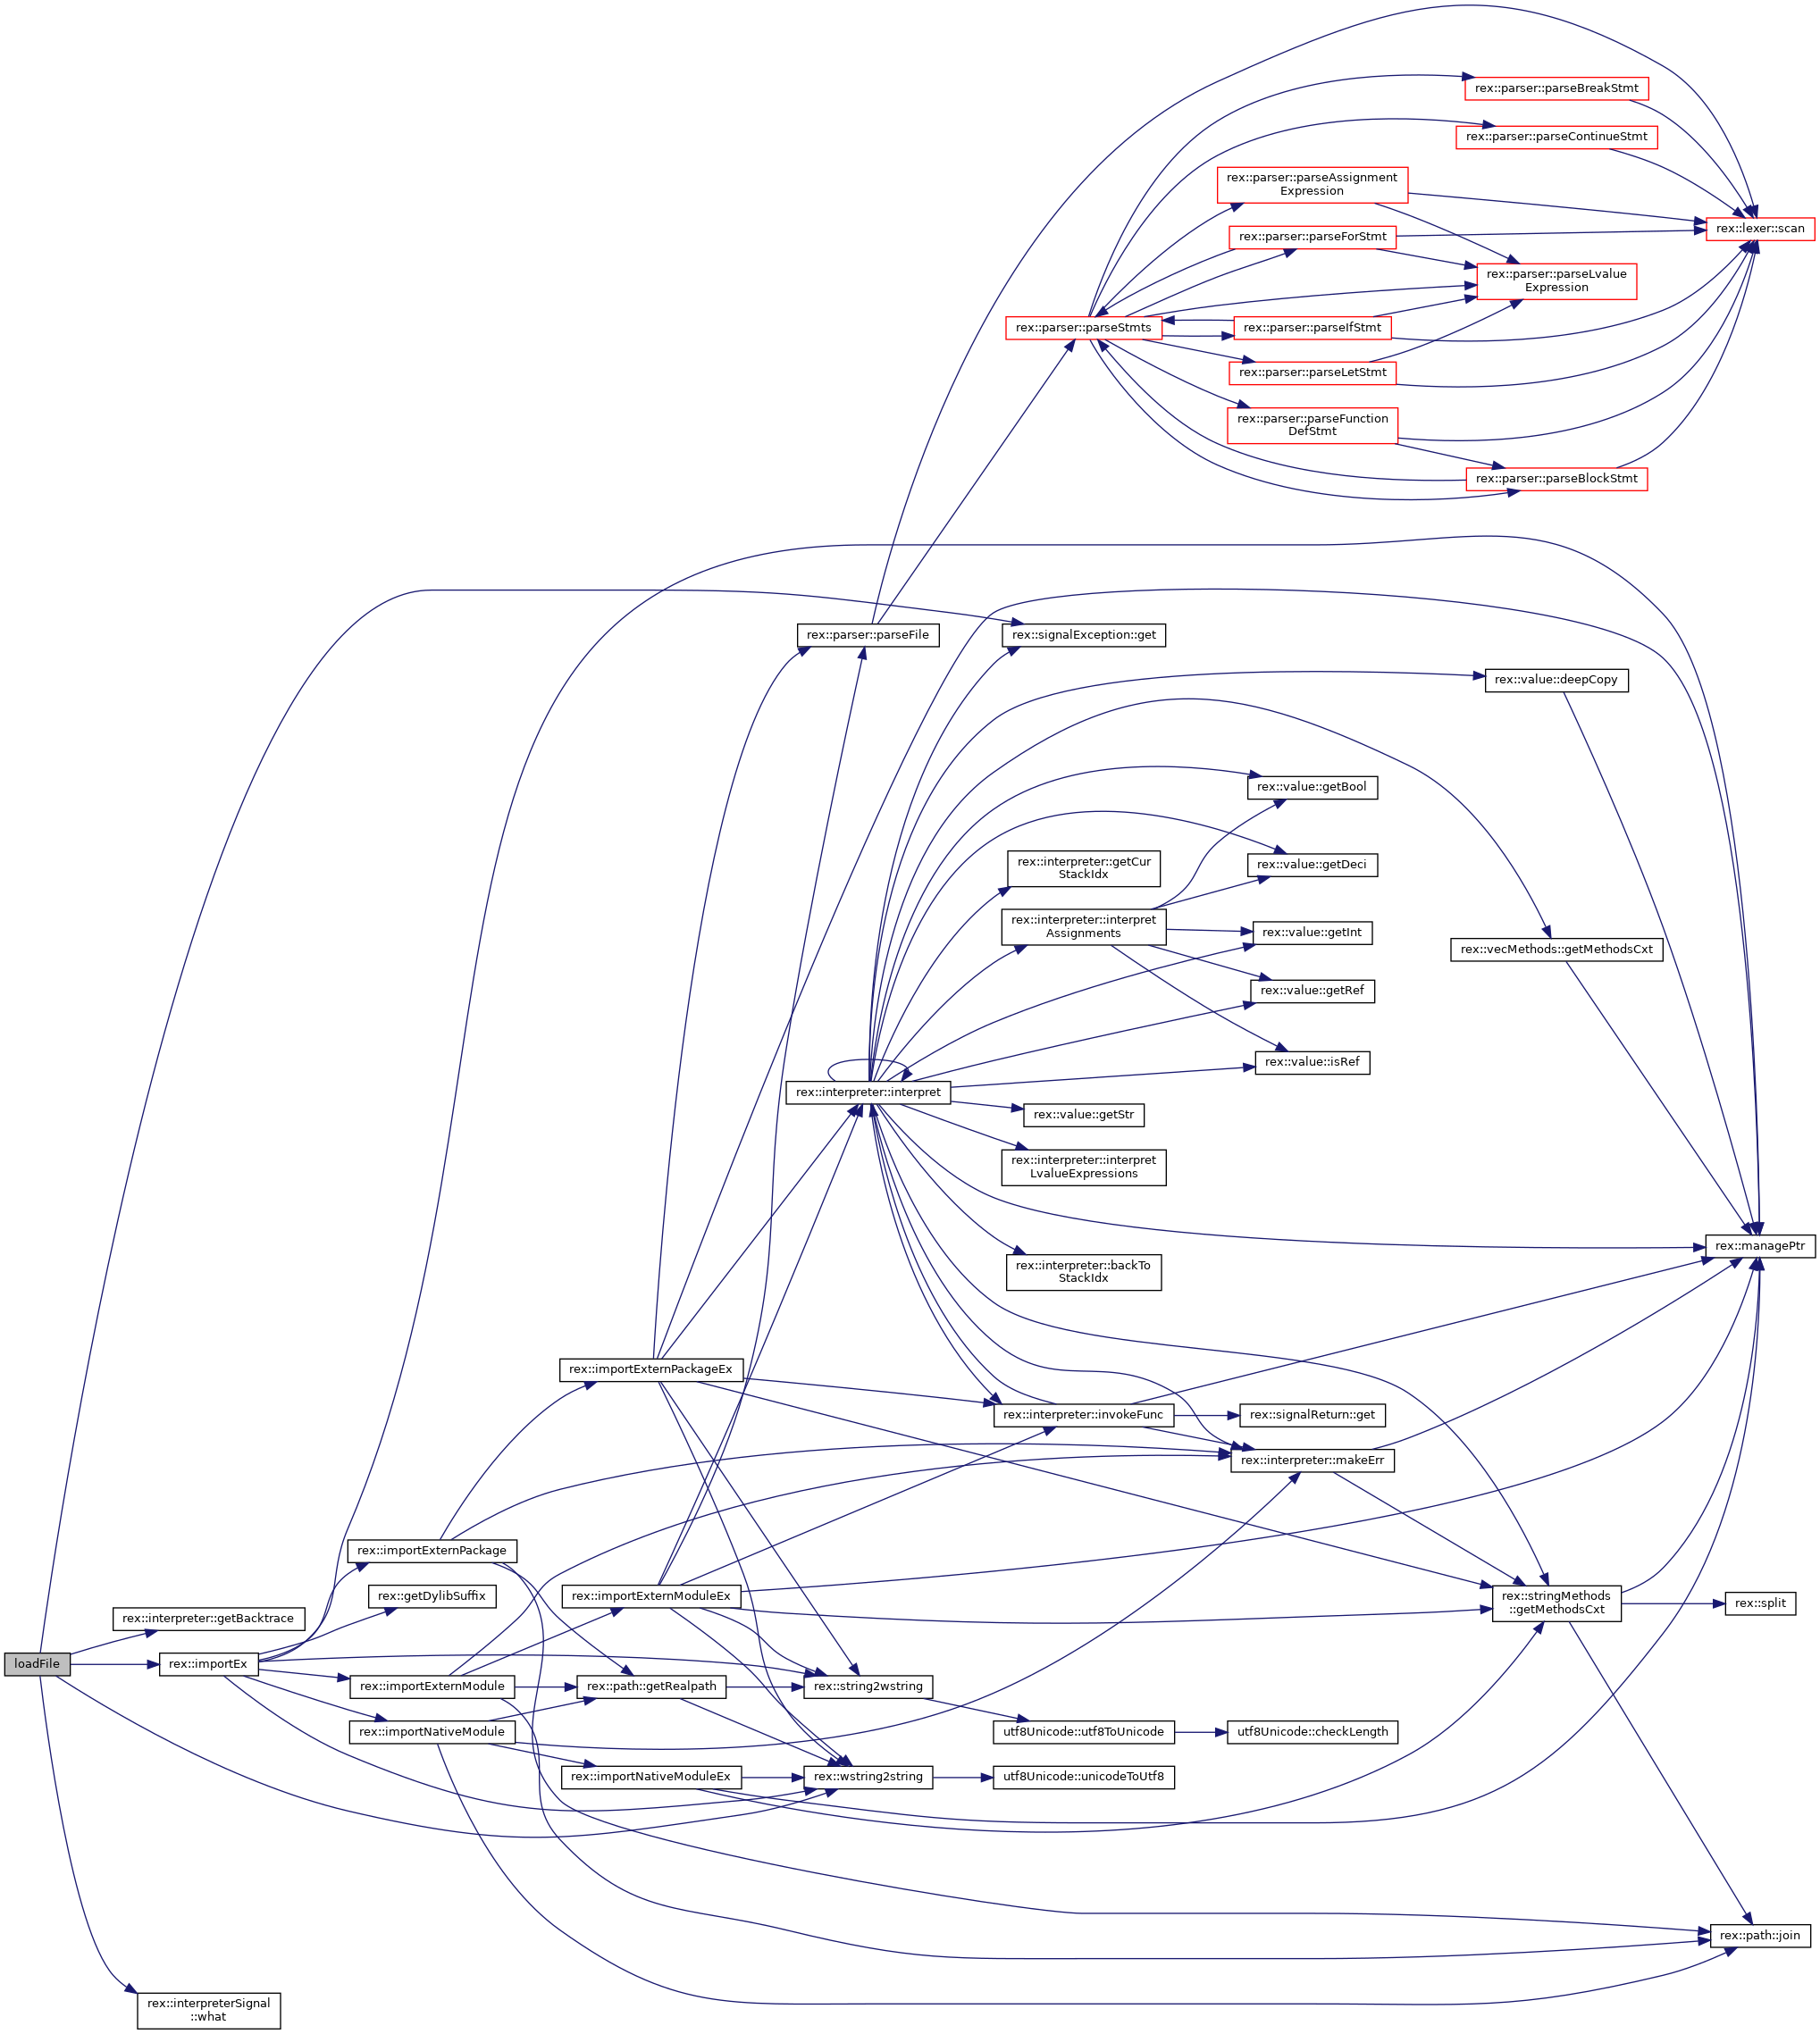 rex::parser::parseBreakStmt
rex::parser::parseContinueStmt
rex::parser::parseAssignment
Expression
rex::lexer::scan
rex::parser::parseForStmt
rex::parser::parseLvalue
Expression
rex::parser::parseStmts
rex::parser::parseIfStmt
rex::parser::parseLetStmt
rex::parser::parseFunction
DefStmt
rex::parser::parseBlockStmt
rex::parser::parseFile
rex::signalException::get
rex::value::deepCopy
rex::value::getBool
rex::interpreter::getCur
StackIdx
rex::value::getDeci
rex::interpreter::interpret
Assignments
rex::value::getInt
rex::vecMethods::getMethodsCxt
rex::value::getRef
rex::value::isRef
rex::interpreter::interpret
rex::value::getStr
rex::interpreter::interpret
LvalueExpressions
rex::managePtr
rex::interpreter::backTo
StackIdx
rex::importExternPackageEx
rex::interpreter::invokeFunc
rex::signalReturn::get
rex::interpreter::makeErr
rex::importExternPackage
rex::getDylibSuffix
rex::importExternModuleEx
rex::stringMethods
::getMethodsCxt
rex::split
rex::interpreter::getBacktrace
loadFile
rex::importEx
rex::importExternModule
rex::path::getRealpath
rex::string2wstring
rex::importNativeModule
utf8Unicode::utf8ToUnicode
utf8Unicode::checkLength
rex::importNativeModuleEx
rex::wstring2string
utf8Unicode::unicodeToUtf8
rex::path::join
rex::interpreterSignal
::what